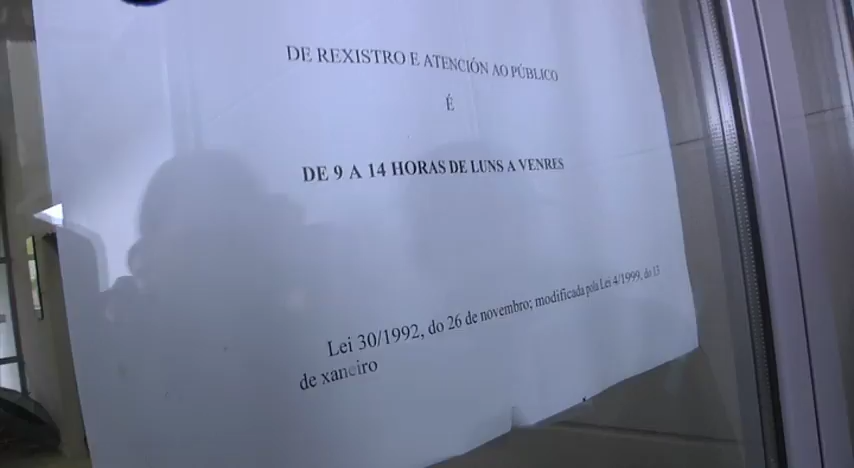 DE REXISTRO E ATENCIÓN AO PÚBLICO
É
DE 9 A 14 HORAS DE LUNS A VENRES
Lei 30/1992, do 26 de novembro; modificada pola Lei 4/1999, do 13
de xaneiro